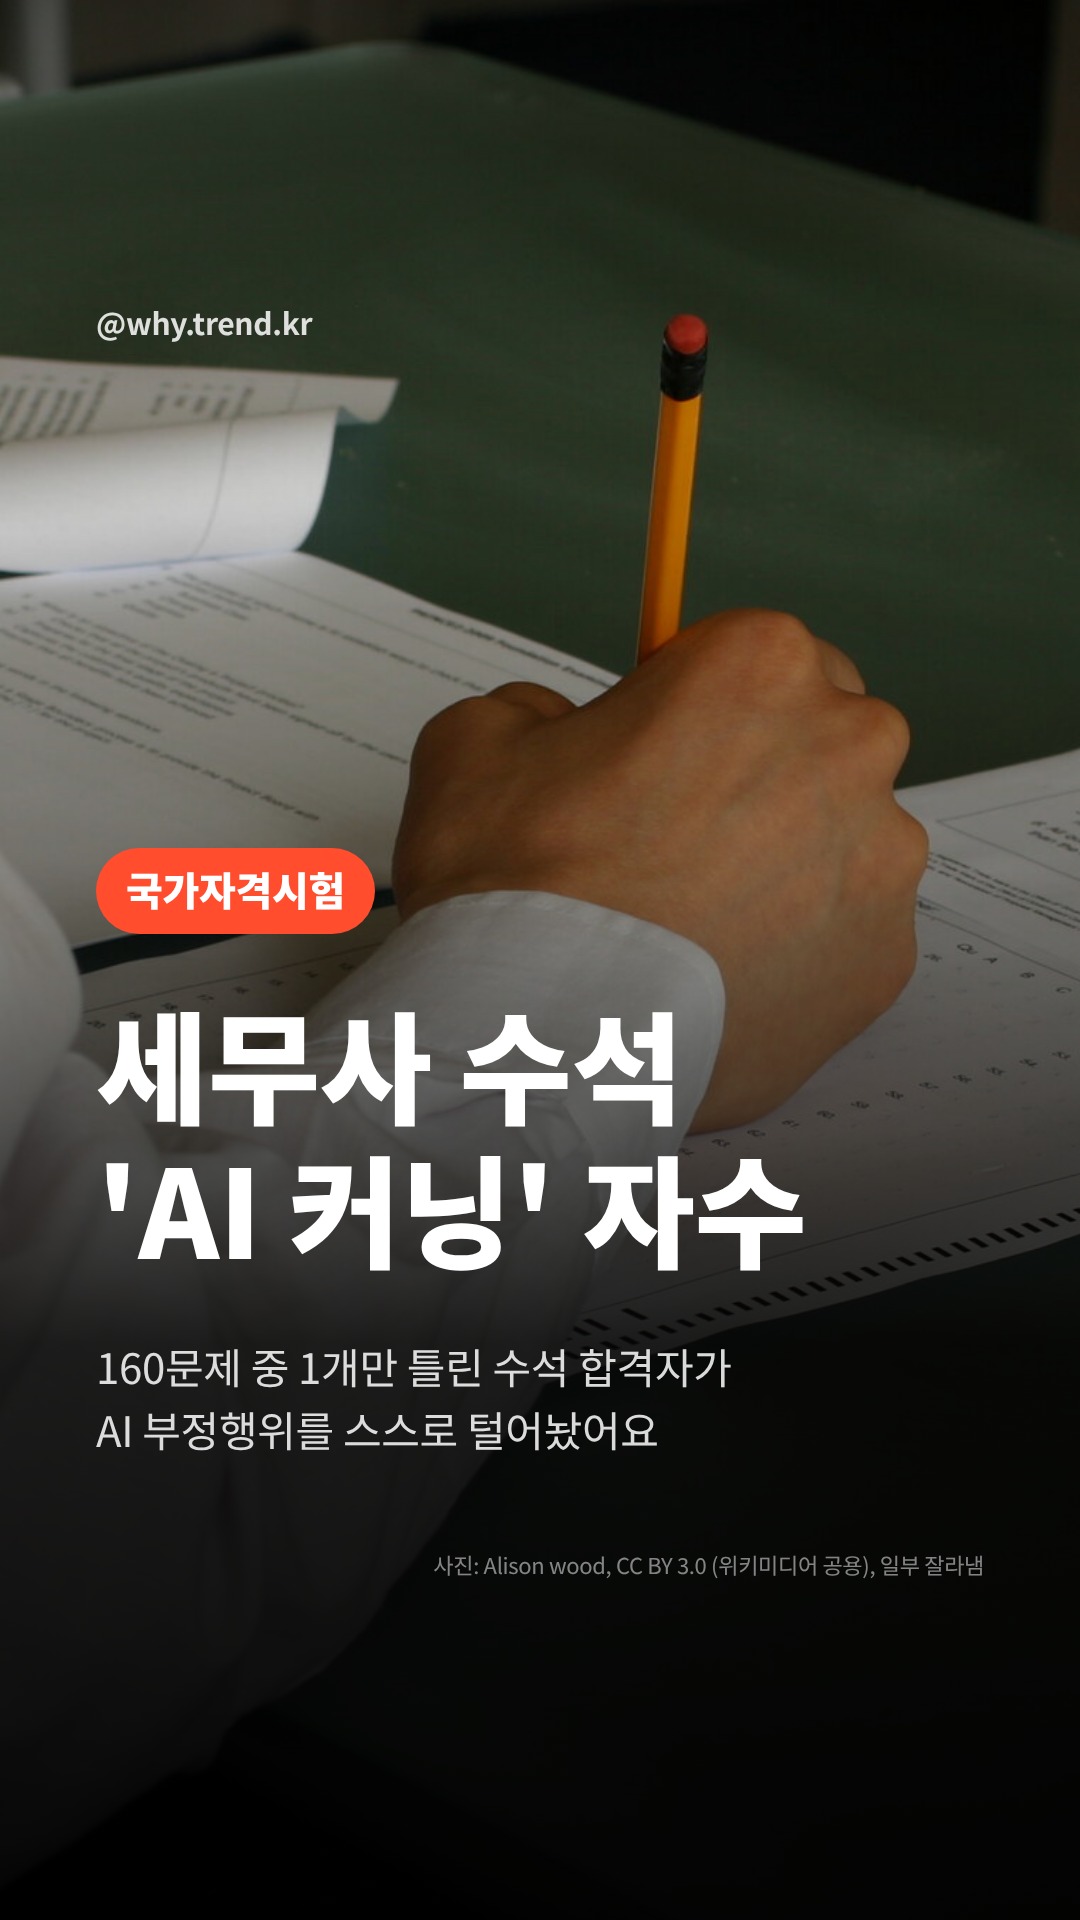 @why.trend.kr
국가자격시험
세무사 수석
'AI 커닝' 자수
160문제 중 1개만 틀린 수석 합격자가
AI 부정행위를 스스로 털어놨어요
사진: Alison wood, CC BY 3.0 (위키미디어 공용), 일부 잘라냄